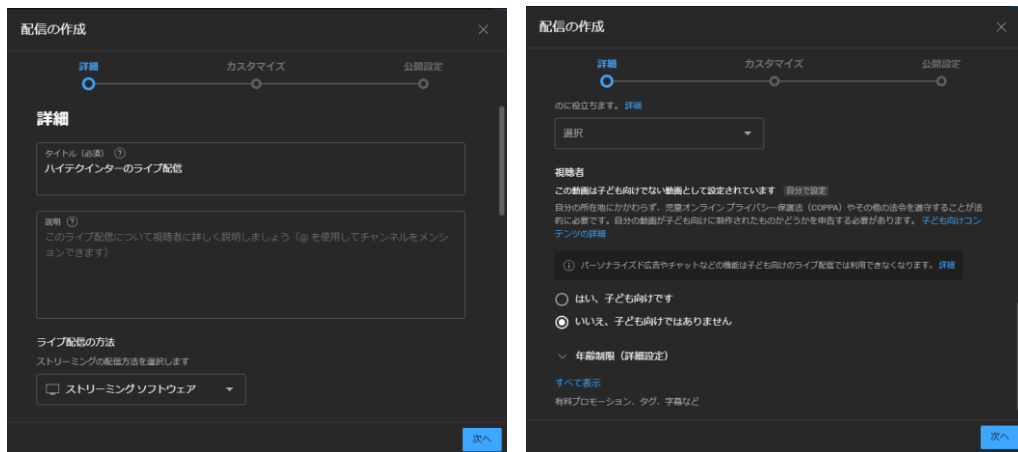 配信の作成
詳細
カスタマイズ
公開設定
詳細
タイトル（必須）
ハイテクインターのライブ配信
説明
このライブ配信について視聴者に詳しく説明しましょう（@ を使用してチャンネルをメンシ
ョンできます）
ライブ配信の方法
ストリーミングの配信方法を選択します
ストリーミング ソフトウェア
次へ
配信の作成
詳細
カスタマイズ
公開設定
のに役立ちます。 詳細
選択
視聴者
この動画は子ども向けでない動画として設定されています 自分で設定
自分の所在地にかかわらず、児童オンライン プライバシー保護法（COPPA）やその他の法令を遵守することが法
的に必要です。自分の動画が子ども向けに制作されたものかどうかを申告する必要があります。 子ども向けコン
テンツの詳細
パーソナライズド広告やチャットなどの機能は子ども向けのライブ配信では利用できなくなります。 詳細
はい、子ども向けです
いいえ、子ども向けではありません
年齢制限（詳細設定）
すべて表示
有料プロモーション、タグ、字幕など
次へ